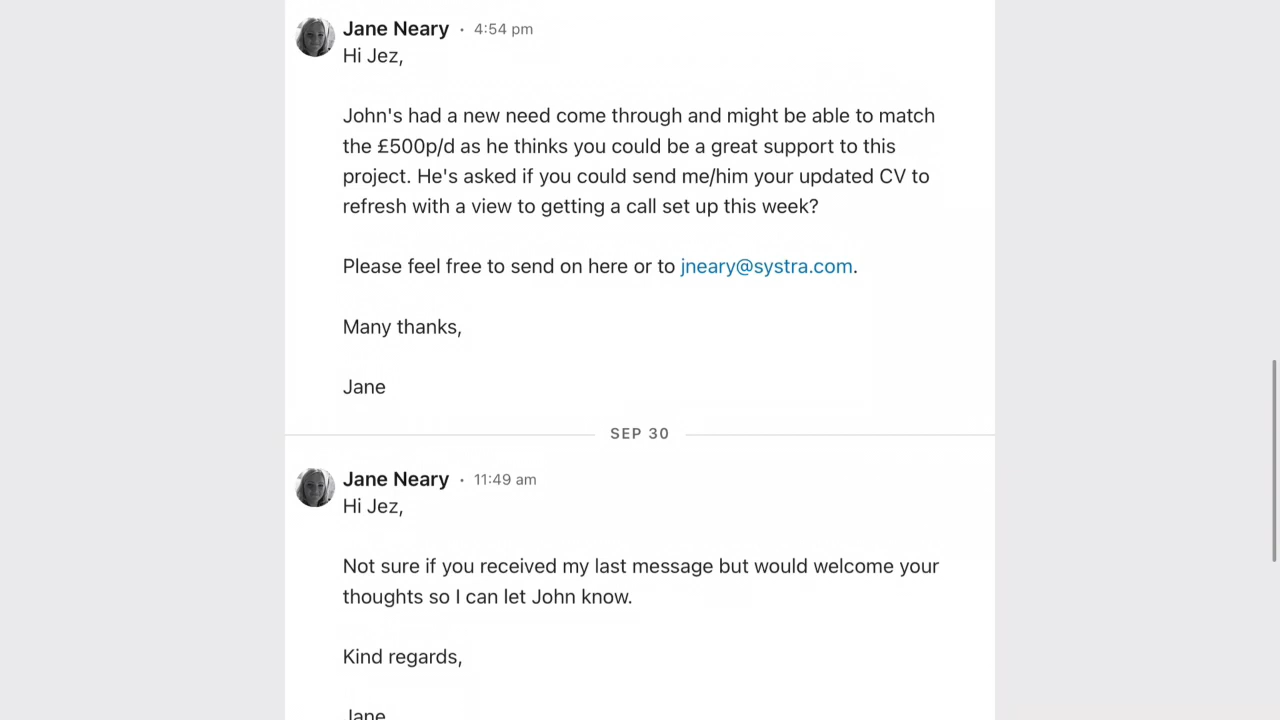 Jane Neary • 4:54 pm
Hi Jez,
John's had a new need come through and might be able to match
the £500p/d as he thinks you could be a great support to this
project. He's asked if you could send me/him your updated CV to
refresh with a view to getting a call set up this week?
Please feel free to send on here or to jneary@systra.com.
Many thanks,
Jane
SEP 30
Jane Neary • 11:49 am
Hi Jez,
Not sure if you received my last message but would welcome your
thoughts so I can let John know.
Kind regards,
Jane